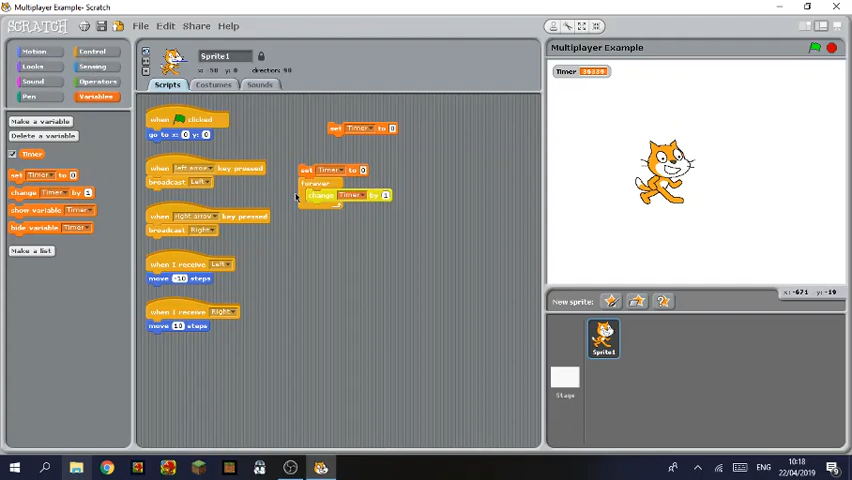 Multiplayer Example- Scratch
SCRATCH
File Edit Share Help
Motion Control
Looks Sensing
Sound Operators
Pen Variables
Make a variable
Delete a variable
Timer
set Timer to 0
change Timer by 1
show variable Timer
hide variable Timer
Make a list
Sprite1
direction: 90
Scripts Costumes Sounds
when clicked
go to x: 0 y: 0
when left arrow key pressed
broadcast Left
when right arrow key pressed
broadcast Right
when I receive Left
move -10 steps
when I receive Right
move 10 steps
set Timer to 0
set Timer to 0
forever
change Timer by 1
Multiplayer Example
Timer
x: -671 y: -19
New sprite:
Sprite1
Stage
ENG
10:18
22/04/2019